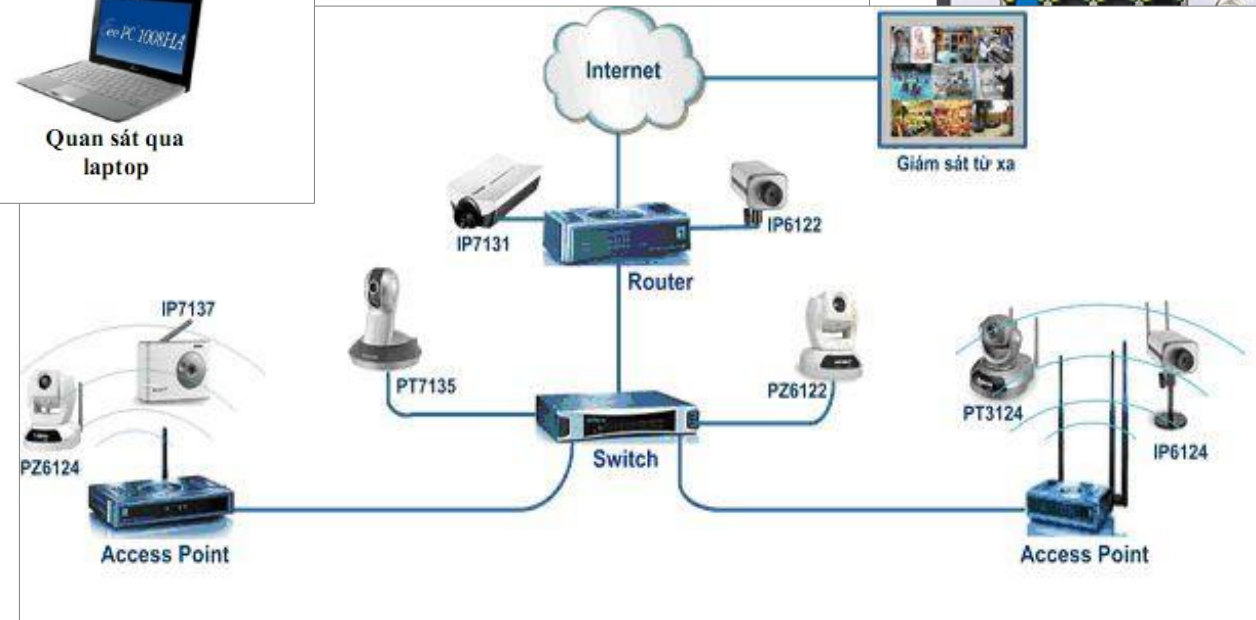 Eee PC 1008HA
Quan sát qua
laptop
Internet
Giám sát từ xa
IP7131
IP6122
Router
IP7137
PT7135
PZ6122
PT3124
PZ6124
Switch
IP6124
Access Point
Access Point